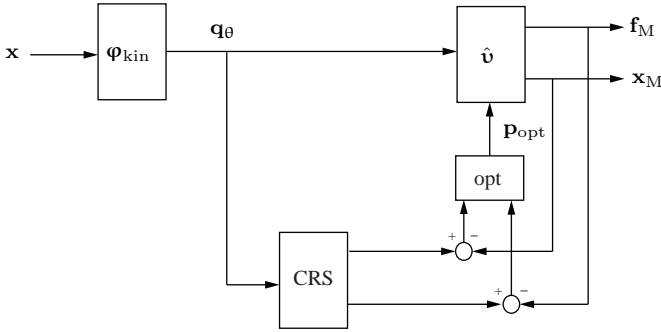 𝐱
𝛗kin
𝐪θ
𝛖̂
𝐟M
𝐱M
𝐩opt
opt
+ −
CRS
+ −